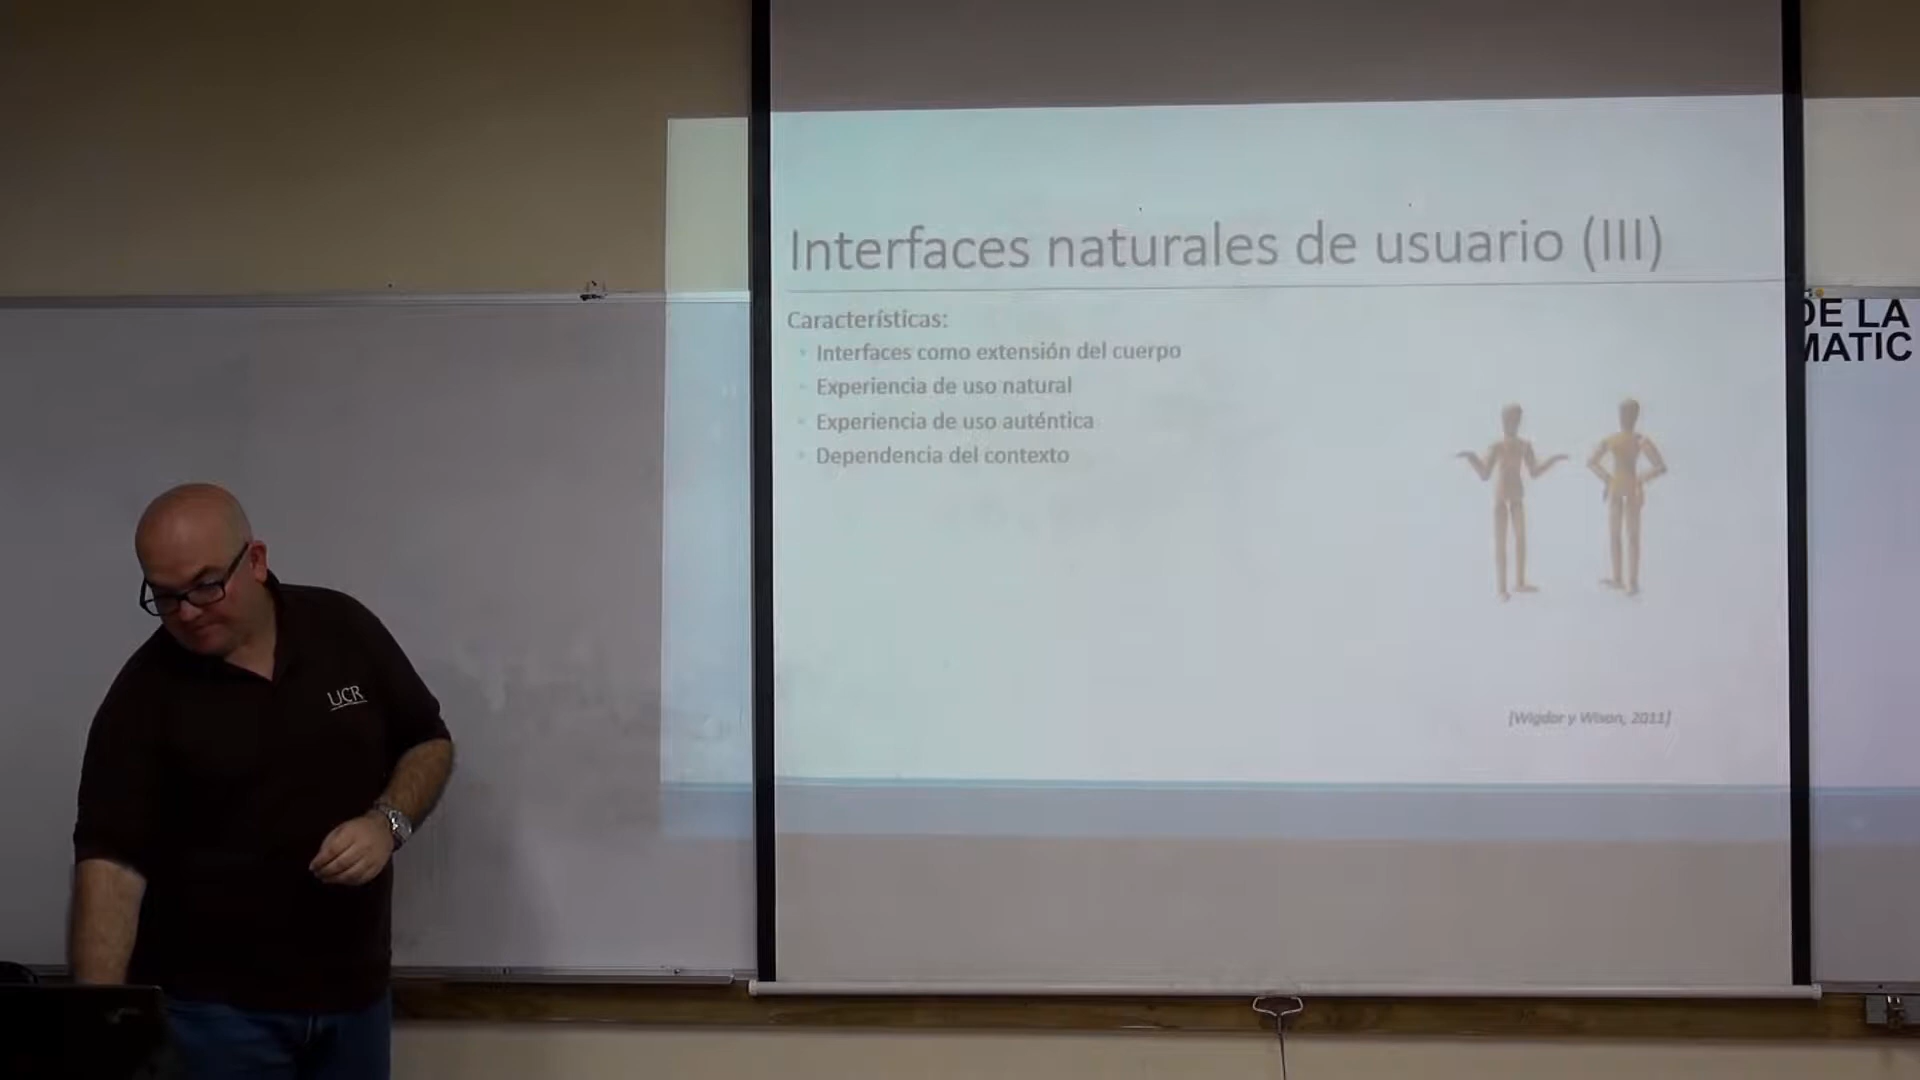 Interfaces naturales de usuario (III)
Características:
Interfaces como extensión del cuerpo
Experiencia de uso natural
Experiencia de uso auténtica
Dependencia del contexto
[Wigdor y Wixon, 2011]
DE LA
MATIC
UCR